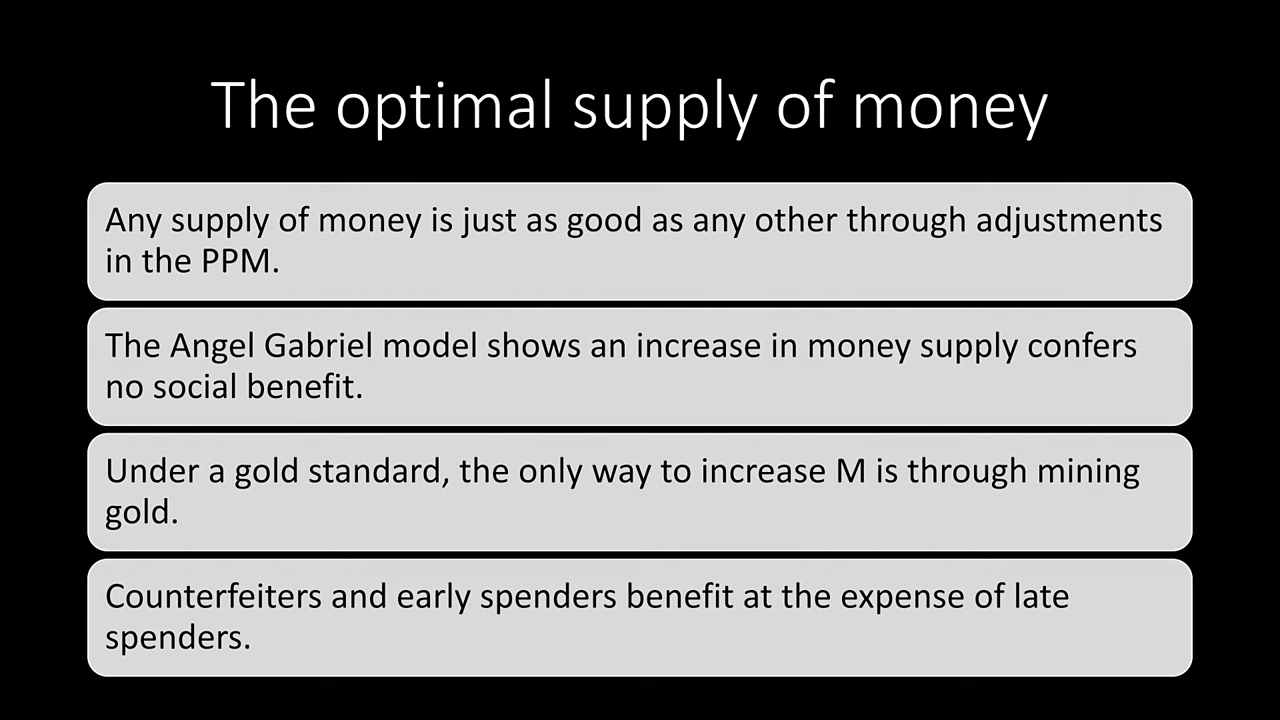 The optimal supply of money
Any supply of money is just as good as any other through adjustments
in the PPM.
The Angel Gabriel model shows an increase in money supply confers
no social benefit.
Under a gold standard, the only way to increase M is through mining
gold.
Counterfeiters and early spenders benefit at the expense of late
spenders.